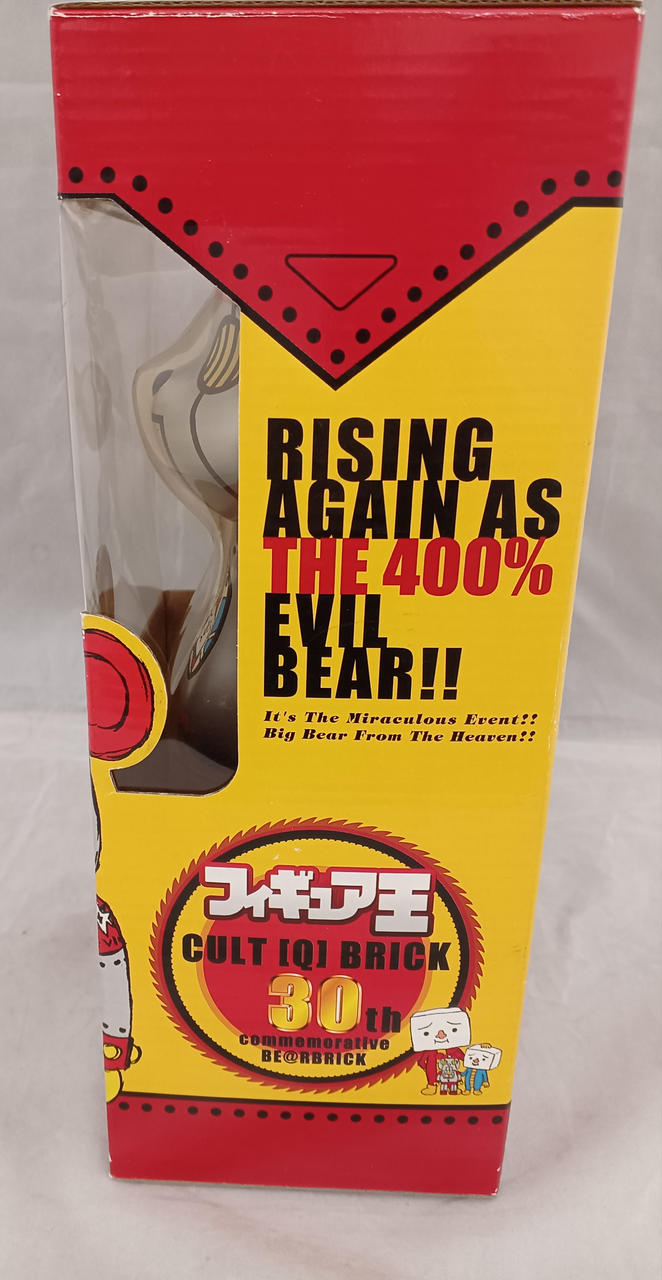 RISING
AGAIN AS
THE 400%
EVIL
BEAR!!
It's The Miraculous Event!!
Big Bear From The Heaven!!
フィギュア王
CULT [Q] BRICK
30th
commemorative
BE@RBRICK